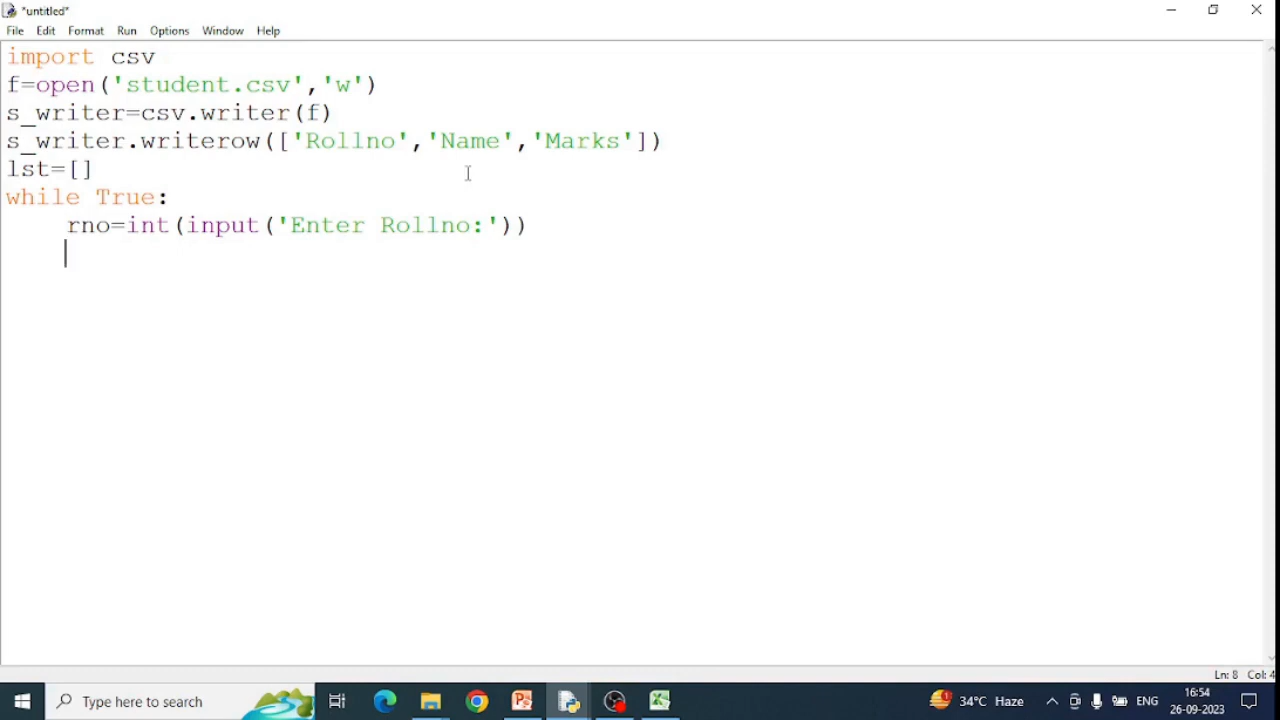 *untitled*
File Edit Format Run Options Window Help
import csv
f=open('student.csv','w')
s_writer=csv.writer(f)
s_writer.writerow(['Rollno','Name','Marks'])
lst=[]
while True:
    rno=int(input('Enter Rollno:'))
Ln: 8 Col: 4
Type here to search
34°C Haze
ENG
16:54
26-09-2023